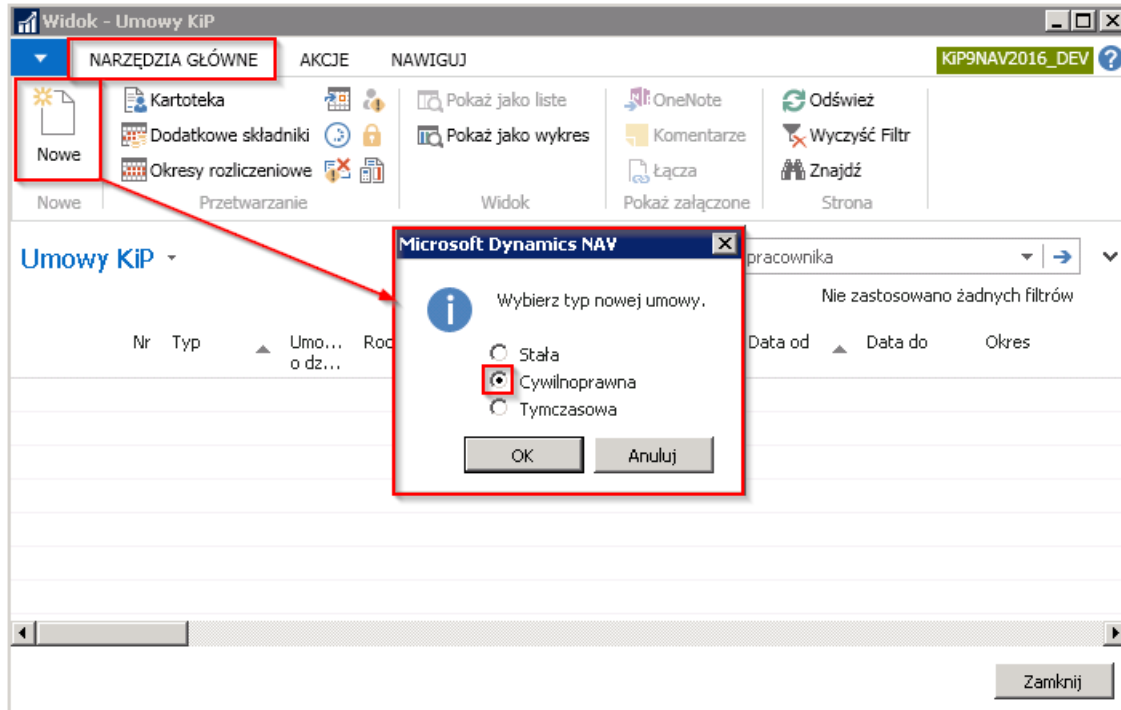 Widok - Umowy KiP
NARZĘDZIA GŁÓWNE AKCJE NAWIGUJ KiP9NAV2016_DEV ?
Nowe
Kartoteka
Dodatkowe składniki
Okresy rozliczeniowe
Pokaż jako liste
Pokaż jako wykres
OneNote
Komentarze
Łącza
Odśwież
Wyczyść Filtr
Znajdź
Nowe Przetwarzanie Widok Pokaż załączone Strona
Umowy KiP
pracownika
Nie zastosowano żadnych filtrów
Nr Typ Umo... Data od Data do Okres
o dz...
Microsoft Dynamics NAV
Wybierz typ nowej umowy.
Stała
Cywilnoprawna
Tymczasowa
OK Anuluj
Zamknij